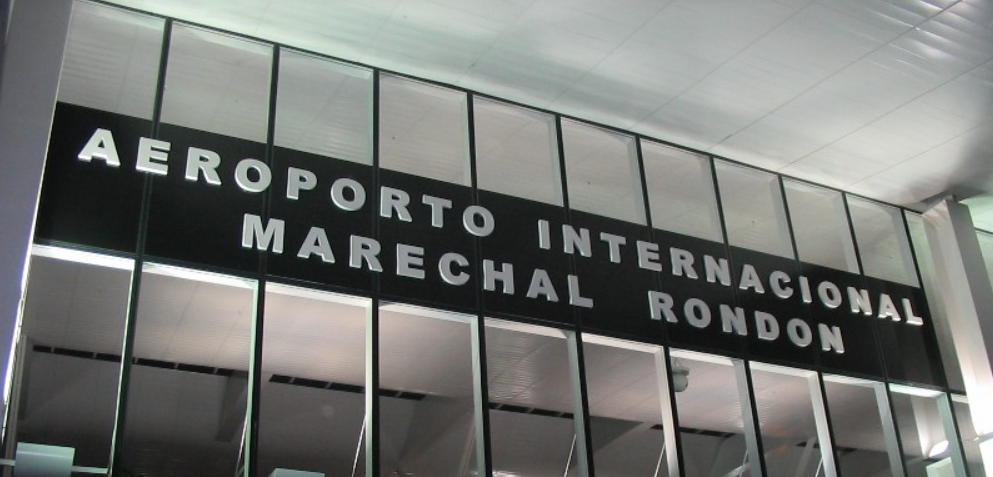 AEROPORTO INTERNACIONAL
MARECHAL RONDON